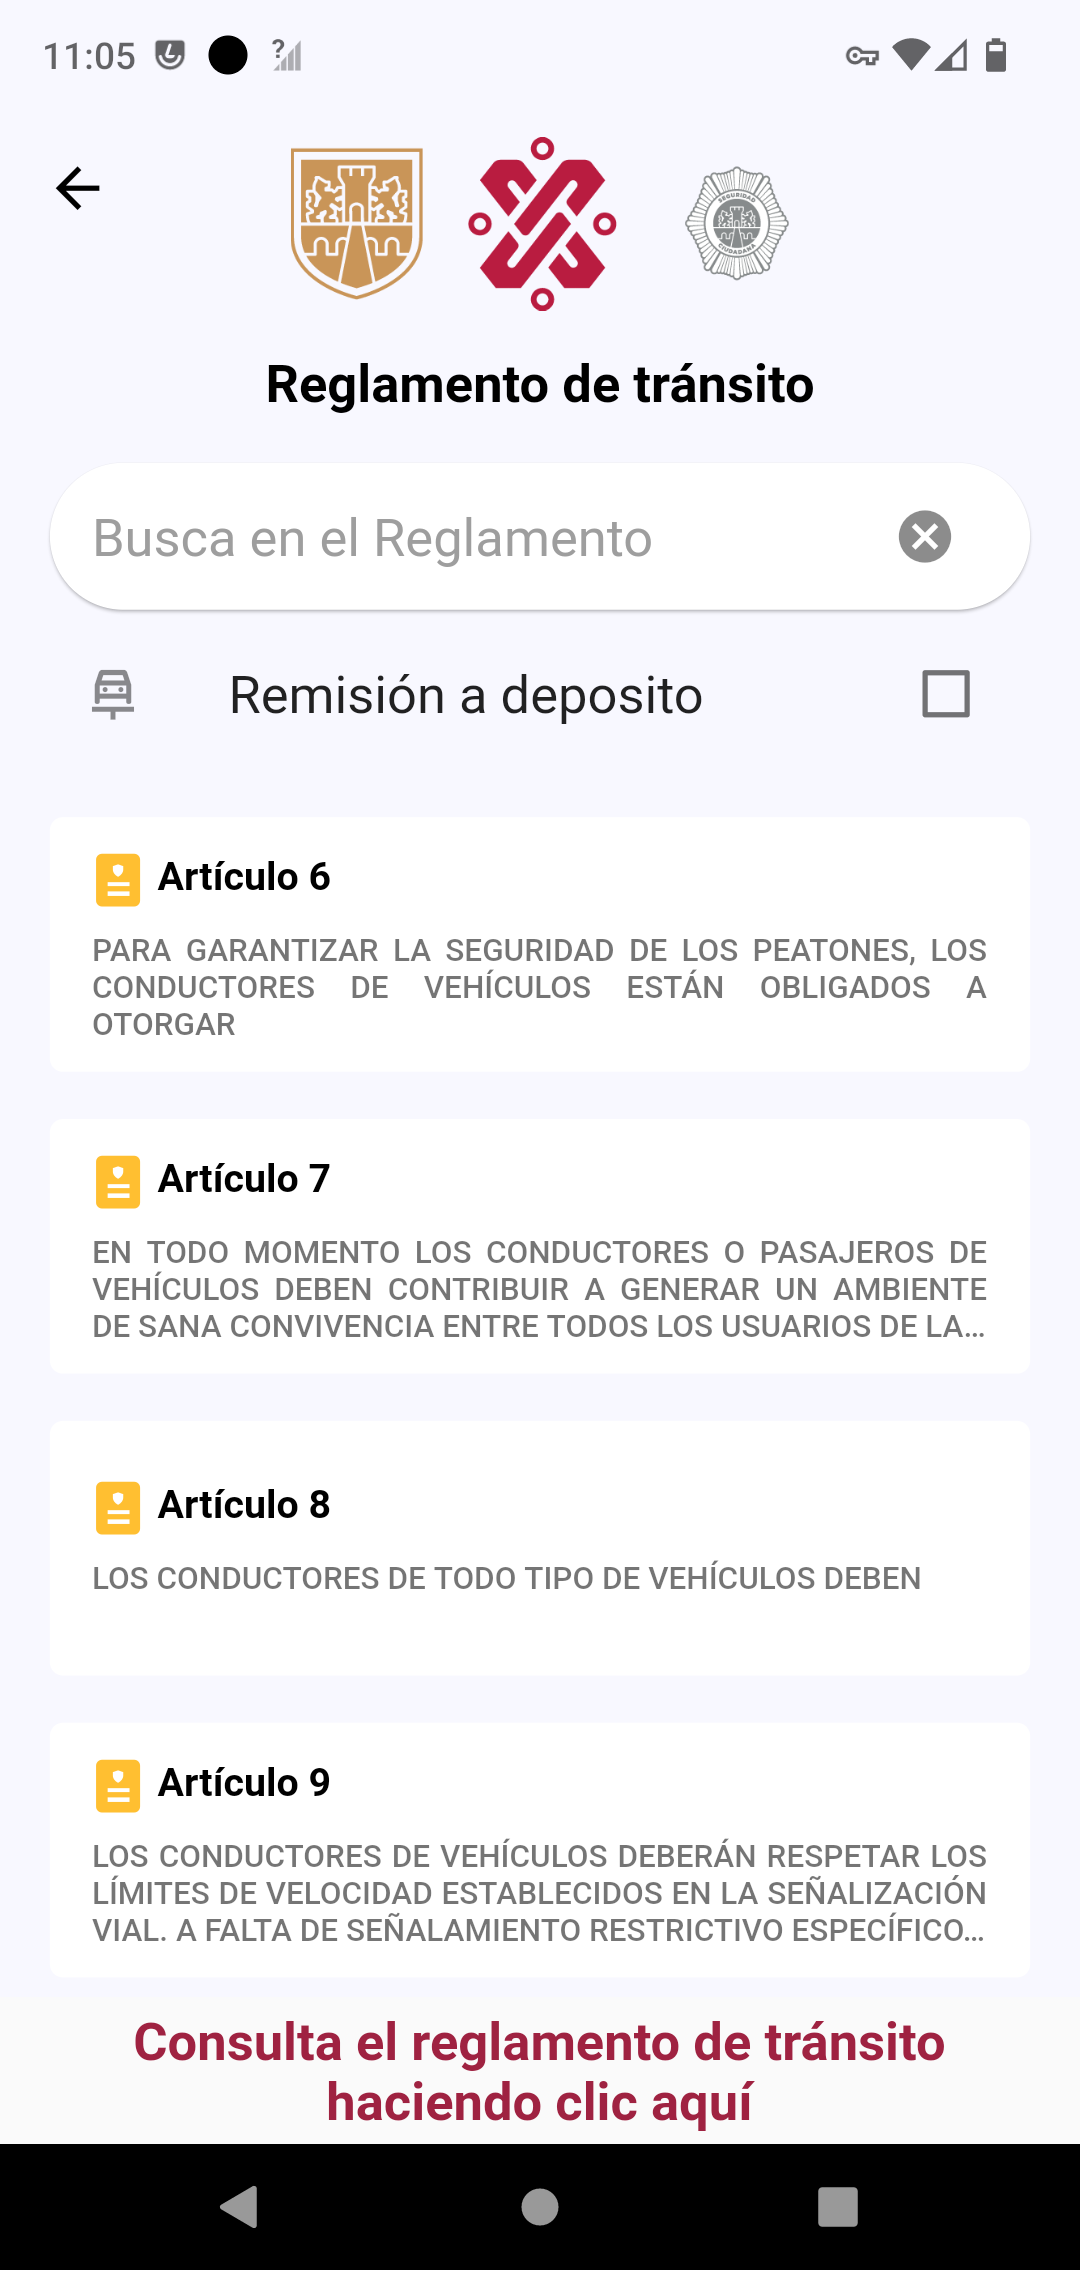 11:05
SEGURIDAD
CIUDADANA
Reglamento de tránsito
Busca en el Reglamento
Remisión a deposito
Artículo 6
PARA GARANTIZAR LA SEGURIDAD DE LOS PEATONES, LOS
CONDUCTORES DE VEHÍCULOS ESTÁN OBLIGADOS A
OTORGAR
Artículo 7
EN TODO MOMENTO LOS CONDUCTORES O PASAJEROS DE
VEHÍCULOS DEBEN CONTRIBUIR A GENERAR UN AMBIENTE
DE SANA CONVIVENCIA ENTRE TODOS LOS USUARIOS DE LA...
Artículo 8
LOS CONDUCTORES DE TODO TIPO DE VEHÍCULOS DEBEN
Artículo 9
LOS CONDUCTORES DE VEHÍCULOS DEBERÁN RESPETAR LOS
LÍMITES DE VELOCIDAD ESTABLECIDOS EN LA SEÑALIZACIÓN
VIAL. A FALTA DE SEÑALAMIENTO RESTRICTIVO ESPECÍFICO...
Consulta el reglamento de tránsito
haciendo clic aquí